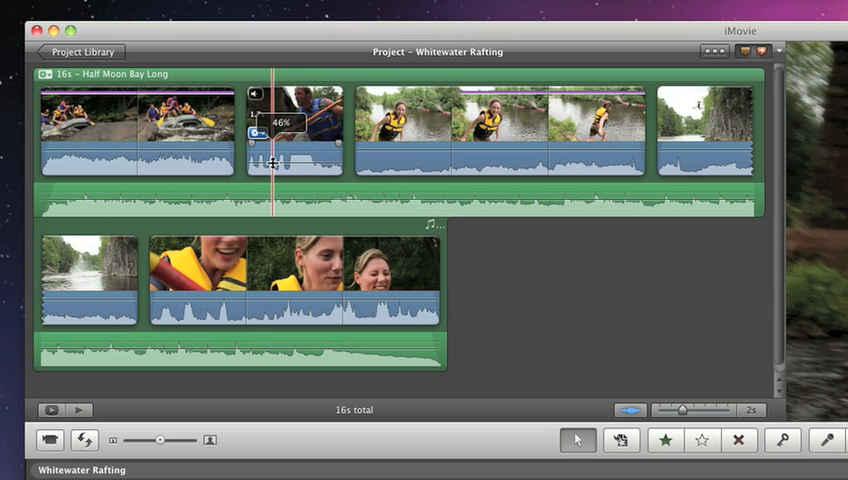 iMovie
Project Library
Project – Whitewater Rafting
16s – Half Moon Bay Long
46%
16s total
2s
Whitewater Rafting